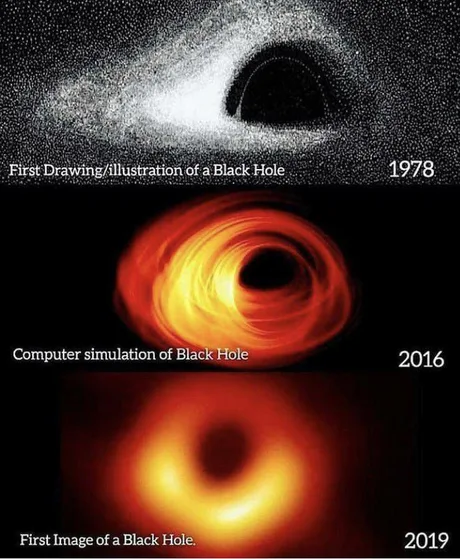 First Drawing/illustration of a Black Hole 1978
Computer simulation of Black Hole 2016
First Image of a Black Hole. 2019